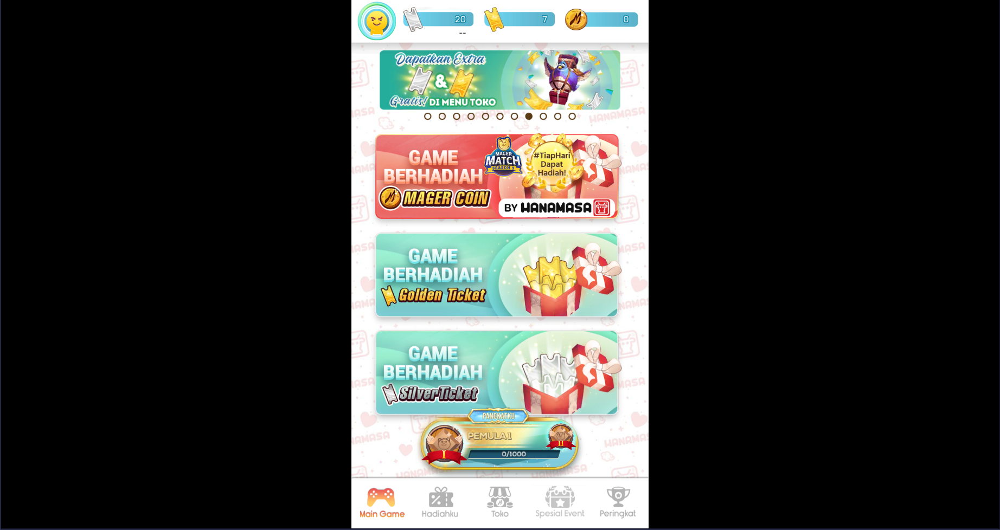 20
7
0
--
Dapatkan Extra
&
Gratis! DI MENU TOKO
GAME
BERHADIAH
MAGER COIN
MAGER
MATCH
SEASON 3
#TiapHari
Dapat
Hadiah!
BY HANAMASA
GAME
BERHADIAH
Golden Ticket
GAME
BERHADIAH
Silver Ticket
PANGKATKU
PEMULA 1
I
II
0/1000
Main Game
Hadiahku
Toko
Spesial Event
Peringkat